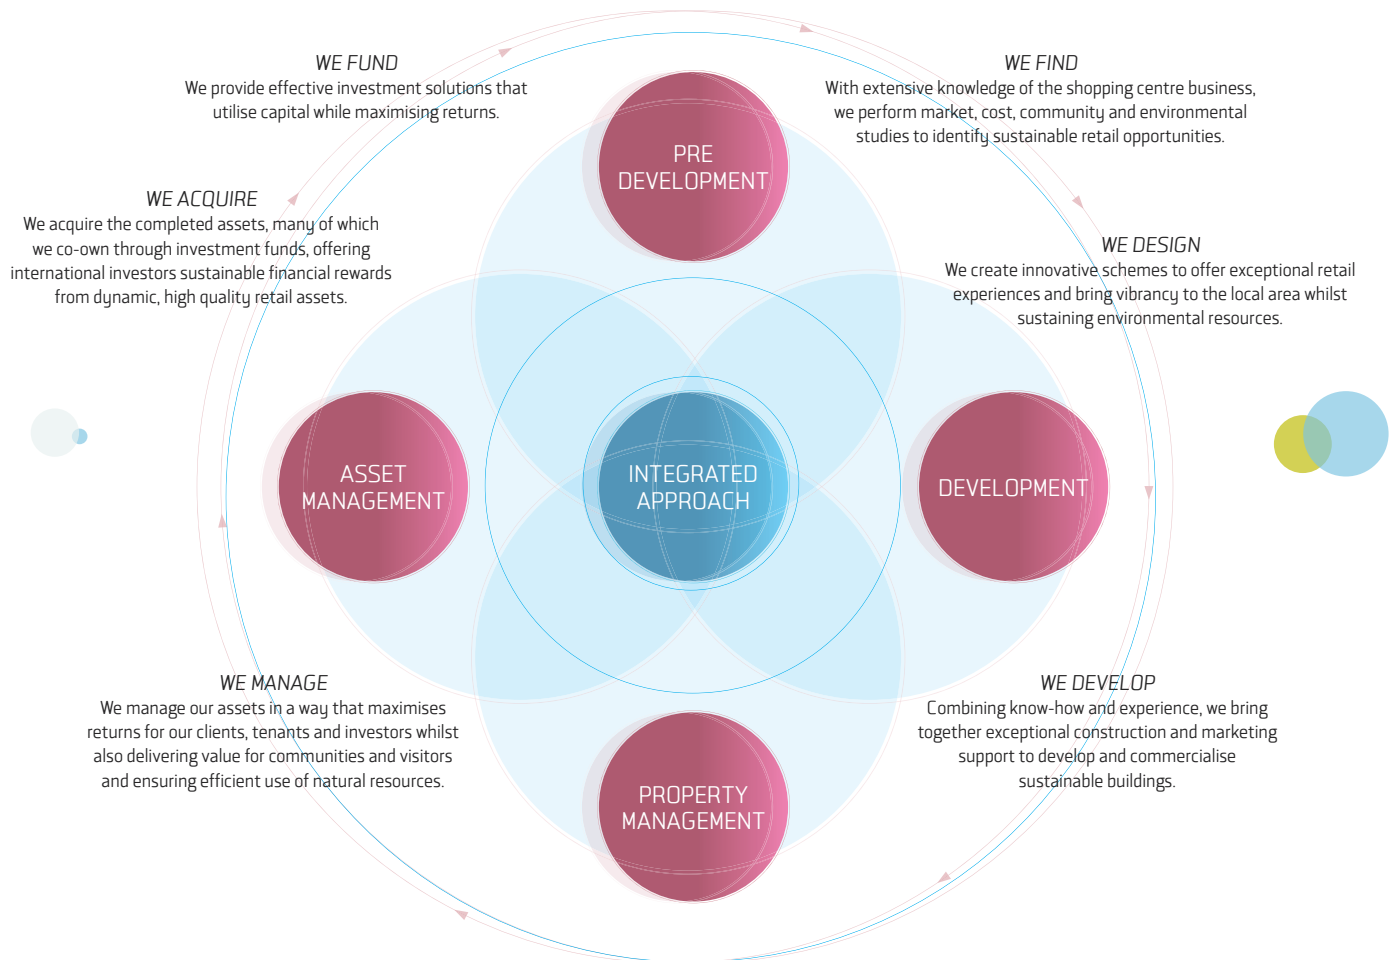 WE FUND
We provide effective investment solutions that
utilise capital while maximising returns.
WE FIND
With extensive knowledge of the shopping centre business,
we perform market, cost, community and environmental
studies to identify sustainable retail opportunities.
PRE
DEVELOPMENT
WE ACQUIRE
We acquire the completed assets, many of which
we co-own through investment funds, offering
international investors sustainable financial rewards
from dynamic, high quality retail assets.
WE DESIGN
We create innovative schemes to offer exceptional retail
experiences and bring vibrancy to the local area whilst
sustaining environmental resources.
ASSET
MANAGEMENT
INTEGRATED
APPROACH
DEVELOPMENT
WE MANAGE
We manage our assets in a way that maximises
returns for our clients, tenants and investors whilst
also delivering value for communities and visitors
and ensuring efficient use of natural resources.
WE DEVELOP
Combining know-how and experience, we bring
together exceptional construction and marketing
support to develop and commercialise
sustainable buildings.
PROPERTY
MANAGEMENT